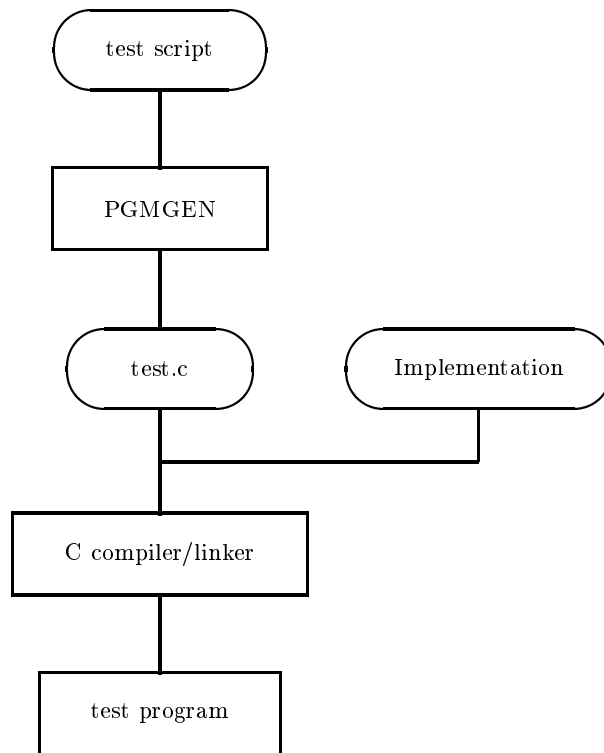 test script
PGMGEN
test.c
Implementation
C compiler/linker
test program